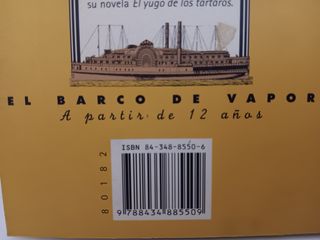 su novela El yugo de los tártaros.
EL BARCO DE VAPOR
A partir de 12 años
ISBN 84-348-8550-6
80182
9 788434 885509